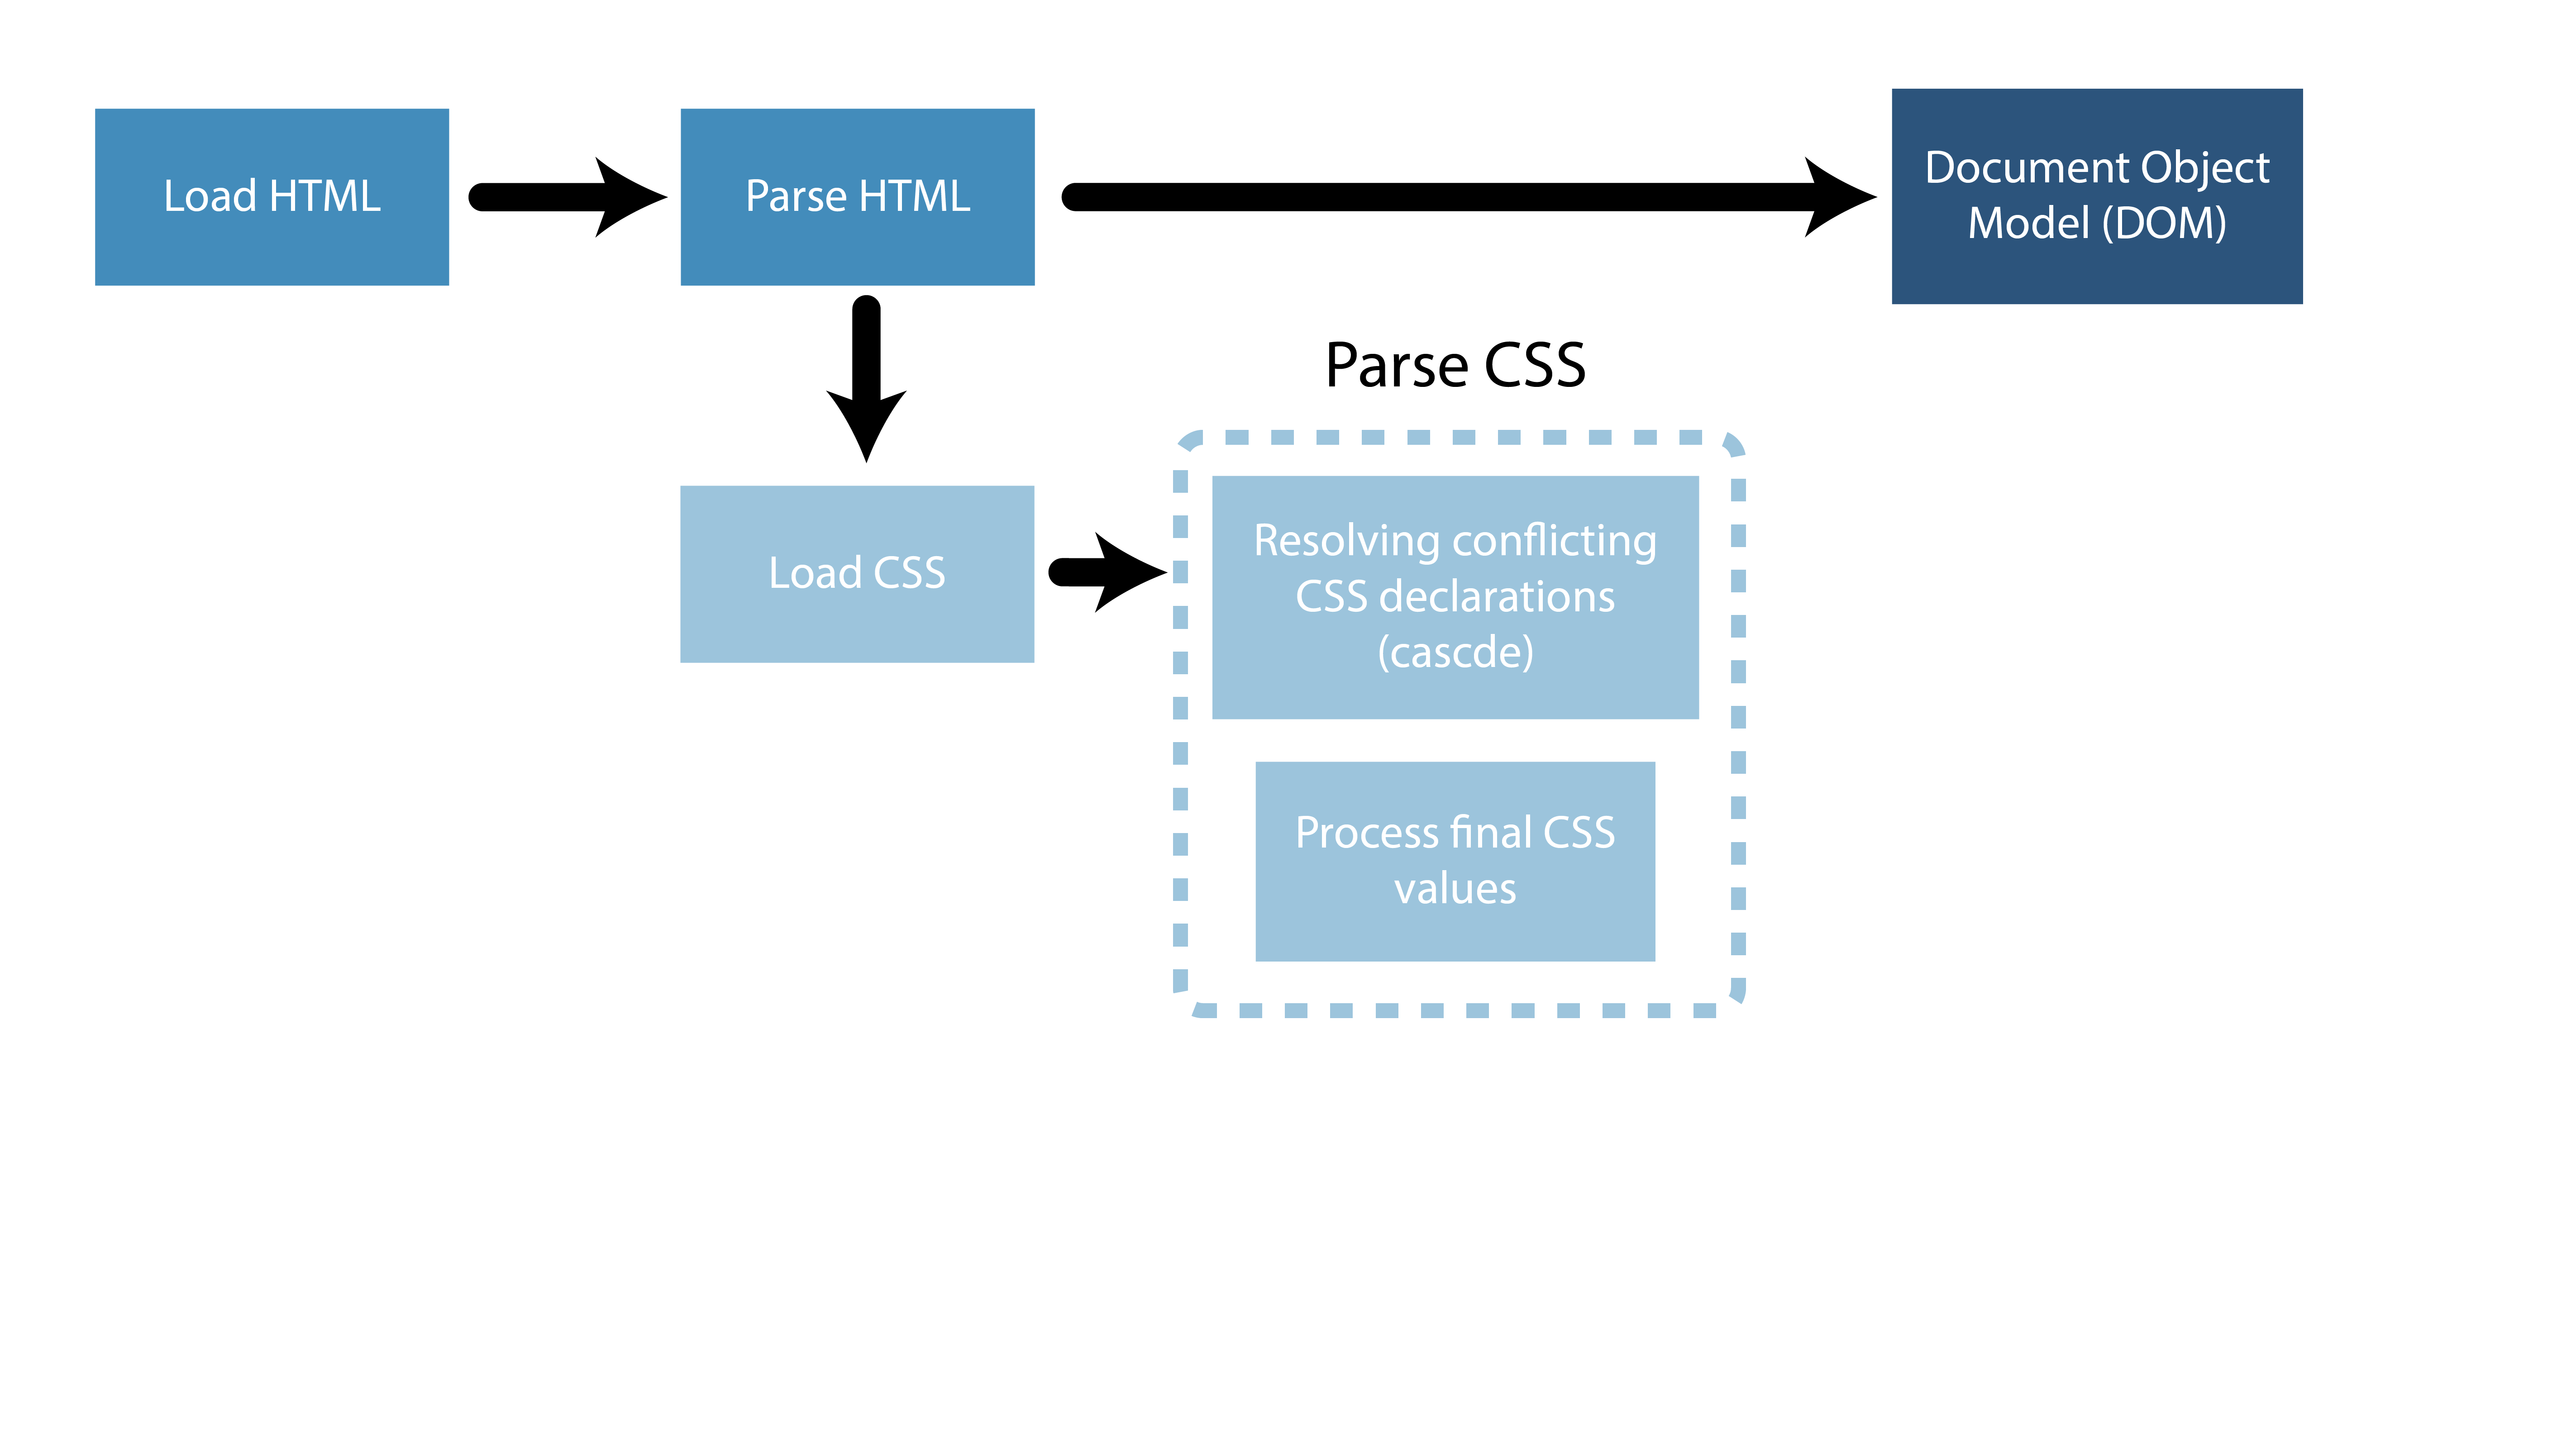 Load HTML
Parse HTML
Document Object
Model (DOM)
Parse CSS
Load CSS
Resolving conflicting
CSS declarations
(cascde)
Process final CSS
values